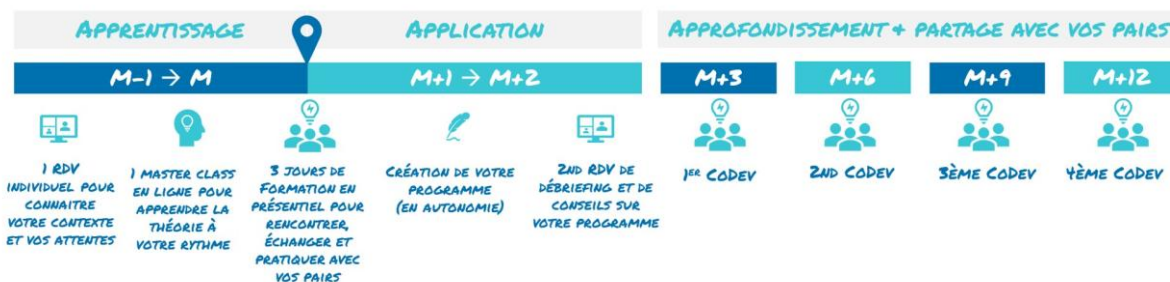 APPRENTISSAGE
APPLICATION
APPROFONDISSEMENT + PARTAGE AVEC VOS PAIRS
M-1 → M
M+1 → M+2
M+3
M+6
M+9
M+12
1 RDV
INDIVIDUEL POUR
CONNAITRE
VOTRE CONTEXTE
ET VOS ATTENTES
1 MASTER CLASS
EN LIGNE POUR
APPRENDRE LA
THÉORIE À
VOTRE RYTHME
3 JOURS DE
FORMATION EN
PRÉSENTIEL POUR
RENCONTRER,
ÉCHANGER ET
PRATIQUER AVEC
VOS PAIRS
CRÉATION DE VOTRE
PROGRAMME
(EN AUTONOMIE)
2ND RDV DE
DÉBRIEFING ET DE
CONSEILS SUR
VOTRE PROGRAMME
1ER CODEV
2ND CODEV
3ÈME CODEV
4ÈME CODEV